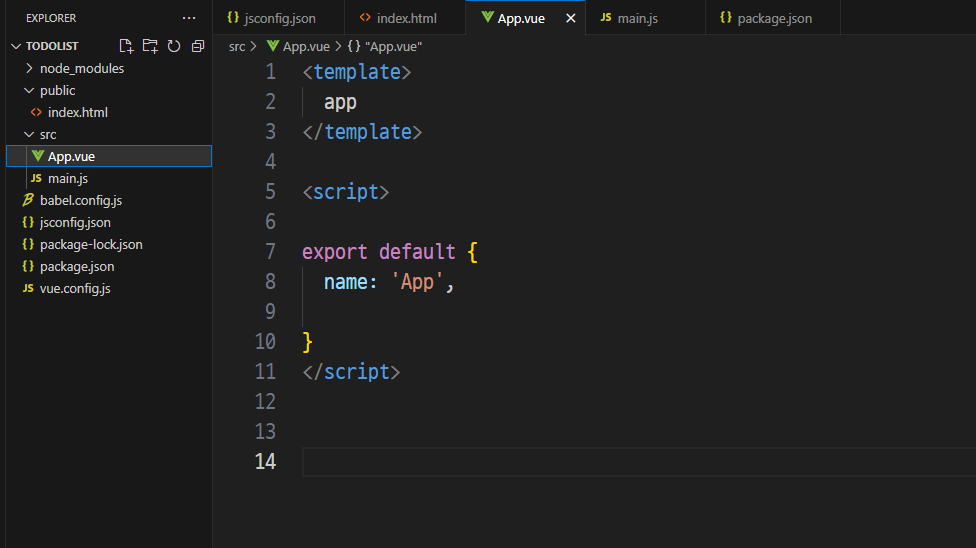 EXPLORER
TODOLIST
node_modules
public
<> index.html
src
App.vue
JS main.js
babel.config.js
{} jsconfig.json
{} package-lock.json
{} package.json
JS vue.config.js
{} jsconfig.json <> index.html App.vue JS main.js {} package.json
src > App.vue > {} "App.vue"
1 <template>
2 app
3 </template>
4
5 <script>
6
7 export default {
8 name: 'App',
9
10 }
11 </script>
12
13
14